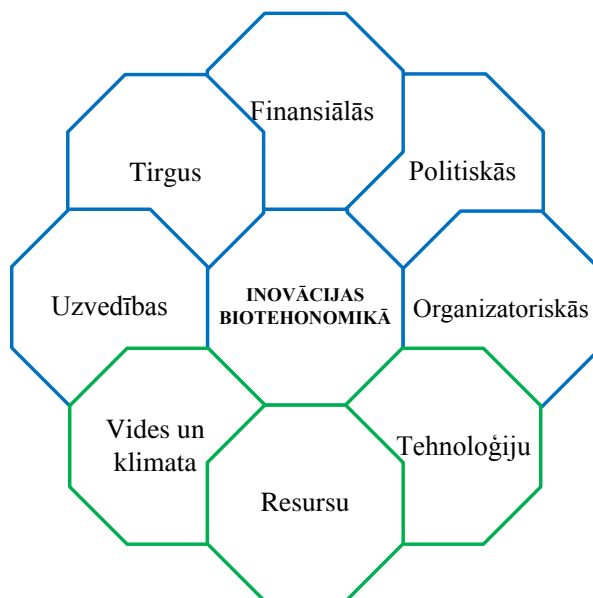 Finansiālās
Tirgus
Politiskās
Uzvedības
INOVĀCIJAS
BIOTEHONOMIKĀ
Organizatoriskās
Vides un
klimata
Tehnoloģiju
Resursu